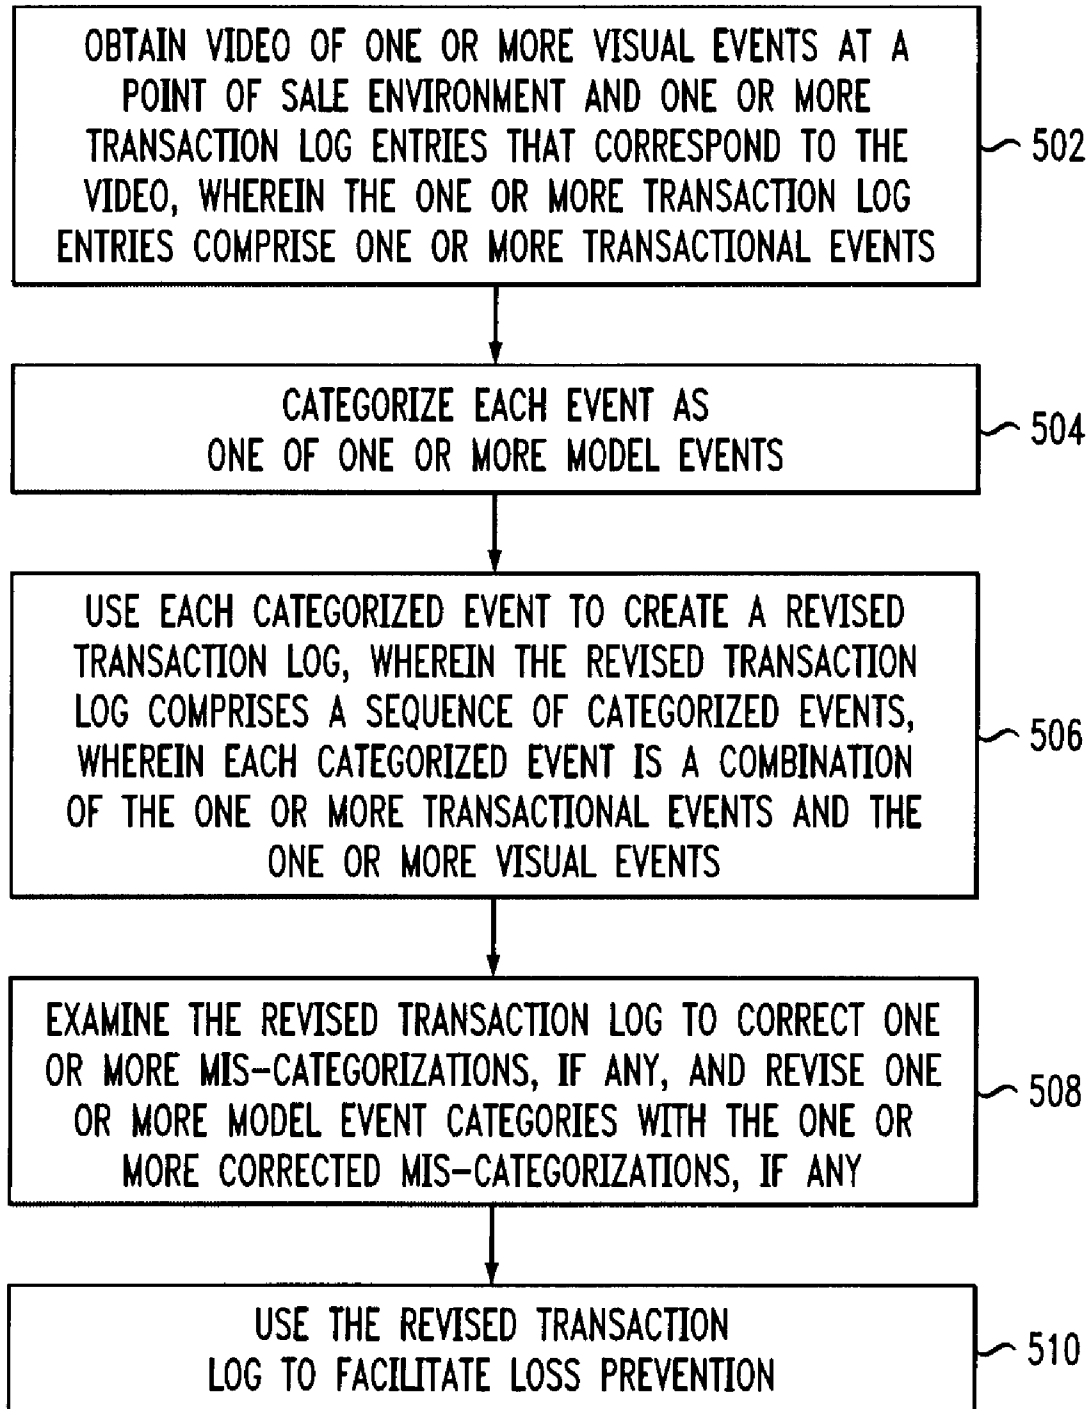 OBTAIN VIDEO OF ONE OR MORE VISUAL EVENTS AT A
POINT OF SALE ENVIRONMENT AND ONE OR MORE
TRANSACTION LOG ENTRIES THAT CORRESPOND TO THE
VIDEO, WHEREIN THE ONE OR MORE TRANSACTION LOG
ENTRIES COMPRISE ONE OR MORE TRANSACTIONAL EVENTS
502
CATEGORIZE EACH EVENT AS
ONE OF ONE OR MORE MODEL EVENTS
504
USE EACH CATEGORIZED EVENT TO CREATE A REVISED
TRANSACTION LOG, WHEREIN THE REVISED TRANSACTION
LOG COMPRISES A SEQUENCE OF CATEGORIZED EVENTS,
WHEREIN EACH CATEGORIZED EVENT IS A COMBINATION
OF THE ONE OR MORE TRANSACTIONAL EVENTS AND THE
ONE OR MORE VISUAL EVENTS
506
EXAMINE THE REVISED TRANSACTION LOG TO CORRECT ONE
OR MORE MIS-CATEGORIZATIONS, IF ANY, AND REVISE ONE
OR MORE MODEL EVENT CATEGORIES WITH THE ONE OR
MORE CORRECTED MIS-CATEGORIZATIONS, IF ANY
508
USE THE REVISED TRANSACTION
LOG TO FACILITATE LOSS PREVENTION
510